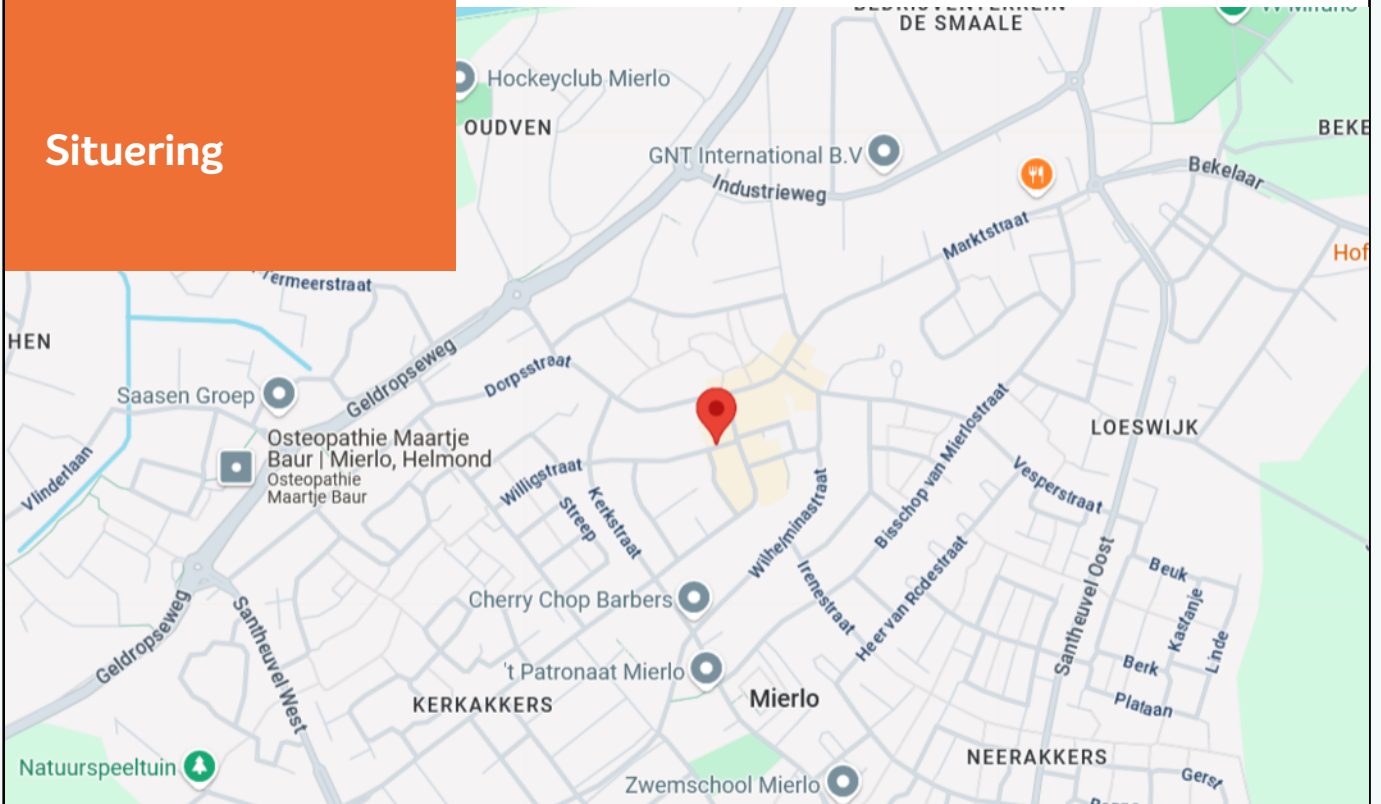 Situering
BEDRIJVENTERREIN
DE SMAALE
Hockeyclub Mierlo
OUDVEN
BEKE
GNT International B.V
Industrieweg
Bekelaar
Marktstraat
Hof
Termeerstraat
HEN
Geldropseweg
Dorpsstraat
Saasen Groep
LOESWIJK
Osteopathie Maartje
Baur | Mierlo, Helmond
Osteopathie
Maartje Baur
Vlinderlaan
Willigstraat
Streep
Kerkstraat
Wilhelminastraat
Bisschop van Mierlostraat
Vesperstraat
Irenestraat
Heer van Rodestraat
Santheuvel Oost
Beuk
Kastanje
Linde
Berk
Plataan
Cherry Chop Barbers
Geldropseweg
Santheuvel West
't Patronaat Mierlo
KERKAKKERS
Mierlo
NEERAKKERS
Natuurspeeltuin
Zwemschool Mierlo
Gerst